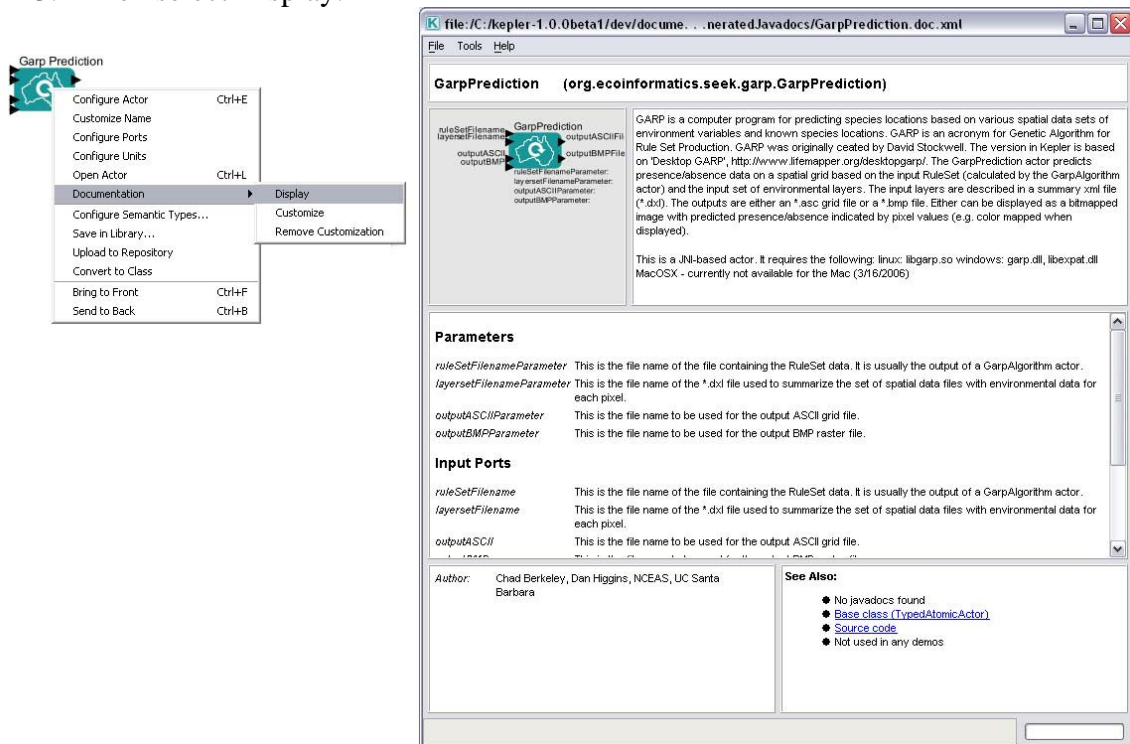 Garp Prediction
Configure Actor Ctrl+E
Customize Name
Configure Ports
Configure Units
Open Actor Ctrl+L
Documentation
Configure Semantic Types...
Save in Library...
Upload to Repository
Convert to Class
Bring to Front Ctrl+F
Send to Back Ctrl+B
Display
Customize
Remove Customization
file:/C:/kepler-1.0.0beta1/dev/docume. . .neratedJavadocs/GarpPrediction.doc.xml
File Tools Help
GarpPrediction (org.ecoinformatics.seek.garp.GarpPrediction)
ruleSetFilename
layersetFilename
outputASCII
outputBMP
GarpPrediction
outputASCIIFil
outputBMPFile
ruleSetFilenameParameter:
layersetFilenameParameter:
outputASCIIParameter:
outputBMPParameter:
GARP is a computer program for predicting species locations based on various spatial data sets of
environment variables and known species locations. GARP is an acronym for Genetic Algorithm for
Rule Set Production. GARP was originally ceated by David Stockwell. The version in Kepler is based
on 'Desktop GARP', http://www.lifemapper.org/desktopgarp/. The GarpPrediction actor predicts
presence/absence data on a spatial grid based on the input RuleSet (calculated by the GarpAlgorithm
actor) and the input set of environmental layers. The input layers are described in a summary xml file
(*.dxl). The outputs are either an *.asc grid file or a *.bmp file. Either can be displayed as a bitmapped
image with predicted presence/absence indicated by pixel values (e.g. color mapped when
displayed).
This is a JNI-based actor. It requires the following: linux: libgarp.so windows: garp.dll, libexpat.dll
MacOSX - currently not available for the Mac (3/16/2006)
Parameters
ruleSetFilenameParameter This is the file name of the file containing the RuleSet data. It is usually the output of a GarpAlgorithm actor.
layersetFilenameParameter This is the file name of the *.dxl file used to summarize the set of spatial data files with environmental data for
each pixel.
outputASCIIParameter This is the file name to be used for the output ASCII grid file.
outputBMPParameter This is the file name to be used for the output BMP raster file.
Input Ports
ruleSetFilename This is the file name of the file containing the RuleSet data. It is usually the output of a GarpAlgorithm actor.
layersetFilename This is the file name of the *.dxl file used to summarize the set of spatial data files with environmental data for
each pixel.
outputASCII This is the file name to be used for the output ASCII grid file.
Author: Chad Berkeley, Dan Higgins, NCEAS, UC Santa
Barbara
See Also:
No javadocs found
Base class (TypedAtomicActor)
Source code
Not used in any demos